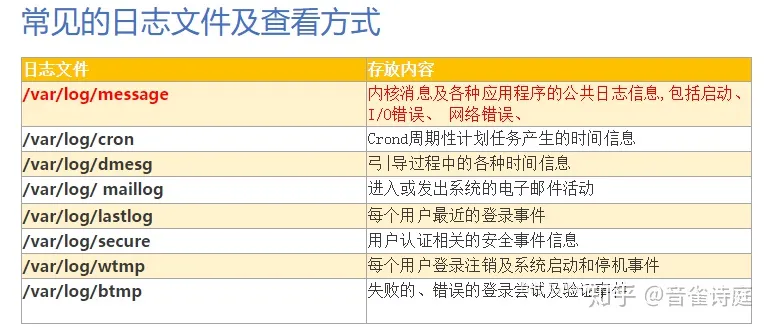 常见的日志文件及查看方式
日志文件 存放内容
/var/log/message 内核消息及各种应用程序的公共日志信息,包括启动、
I/O错误、 网络错误、
/var/log/cron Crond周期性计划任务产生的时间信息
/var/log/dmesg 弓|导过程中的各种时间信息
/var/log/ maillog 进入或发出系统的电子邮件活动
/var/log/lastlog 每个用户最近的登录事件
/var/log/secure 用户认证相关的安全事件信息
/var/log/wtmp 每个用户登录注销及系统启动和停机事件
/var/log/btmp 失败的、错误的登录尝试及验证事件
知乎 @音雀诗庭